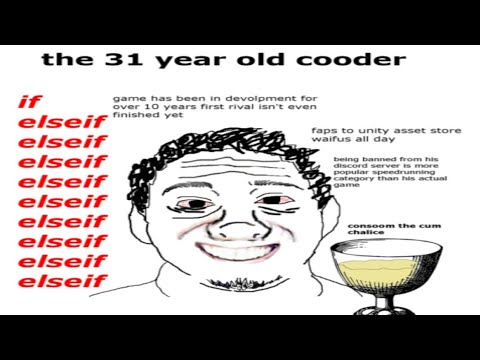 the 31 year old cooder
if
elseif
elseif
elseif
elseif
elseif
elseif
elseif
elseif
elseif
game has been in devolpment for
over 10 years first rival isn't even
finished yet
faps to unity asset store
waifus all day
being banned from his
discord server is more
popular speedrunning
category than his actual
game
consoom the cum
chalice